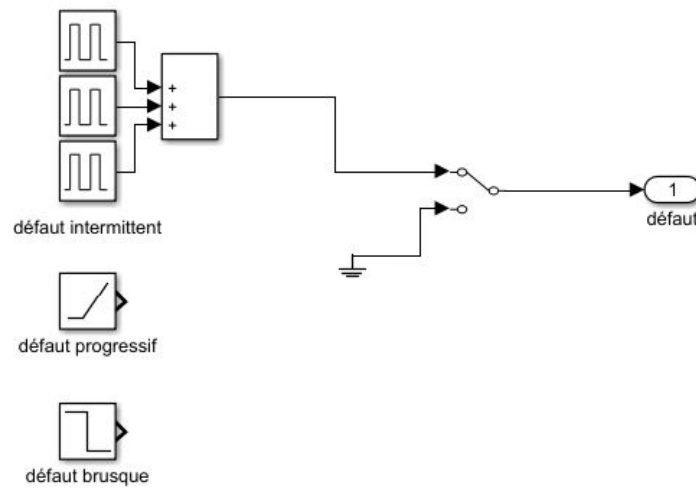 +
+
+
défaut intermittent
1
défaut
défaut progressif
défaut brusque